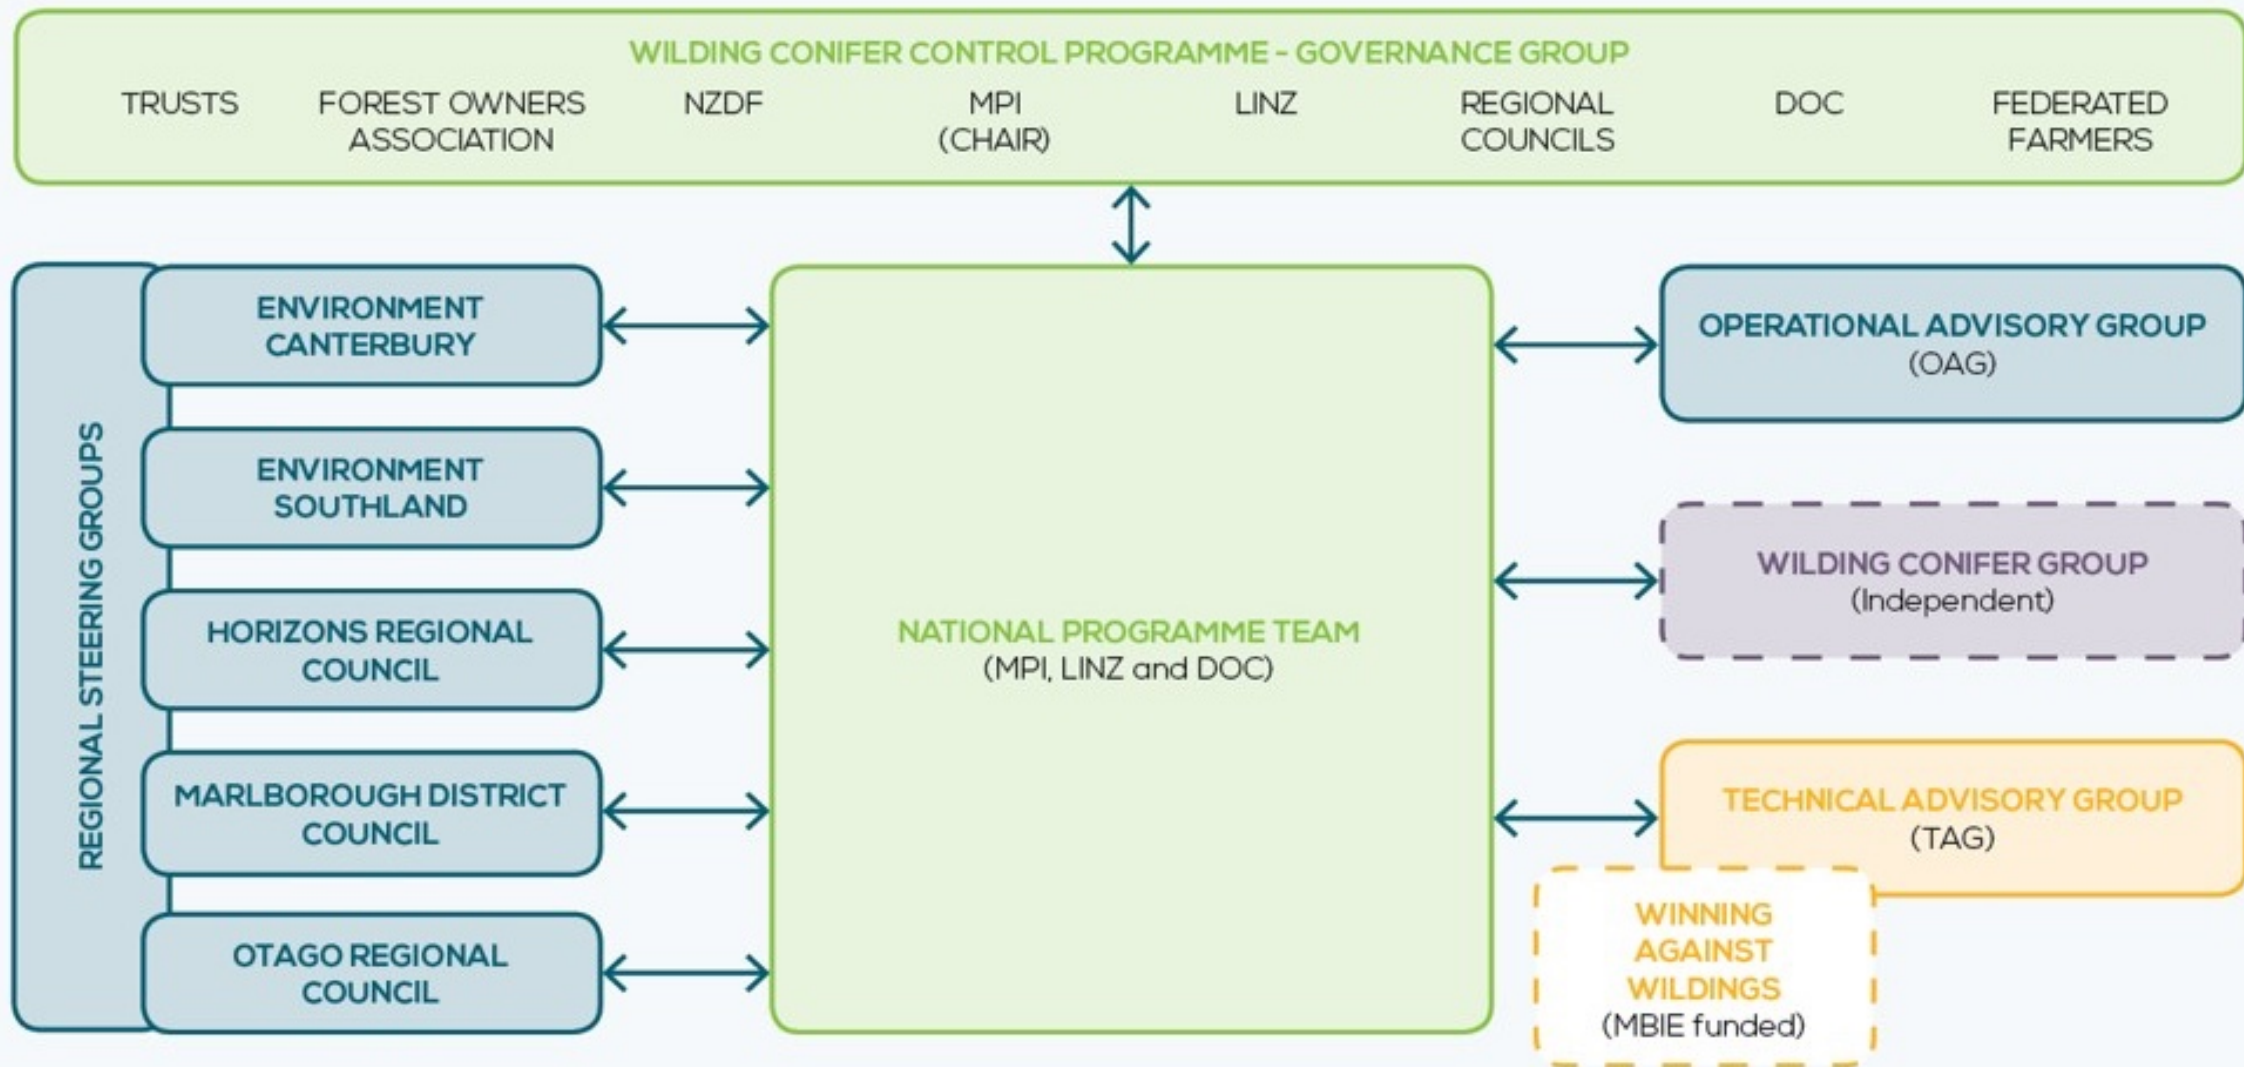 WILDING CONIFER CONTROL PROGRAMME - GOVERNANCE GROUP
TRUSTS
FOREST OWNERS
ASSOCIATION
NZDF
MPI
(CHAIR)
LINZ
REGIONAL
COUNCILS
DOC
FEDERATED
FARMERS
REGIONAL STEERING GROUPS
ENVIRONMENT
CANTERBURY
ENVIRONMENT
SOUTHLAND
HORIZONS REGIONAL
COUNCIL
MARLBOROUGH DISTRICT
COUNCIL
OTAGO REGIONAL
COUNCIL
NATIONAL PROGRAMME TEAM
(MPI, LINZ and DOC)
OPERATIONAL ADVISORY GROUP
(OAG)
WILDING CONIFER GROUP
(Independent)
TECHNICAL ADVISORY GROUP
(TAG)
WINNING
AGAINST
WILDINGS
(MBIE funded)